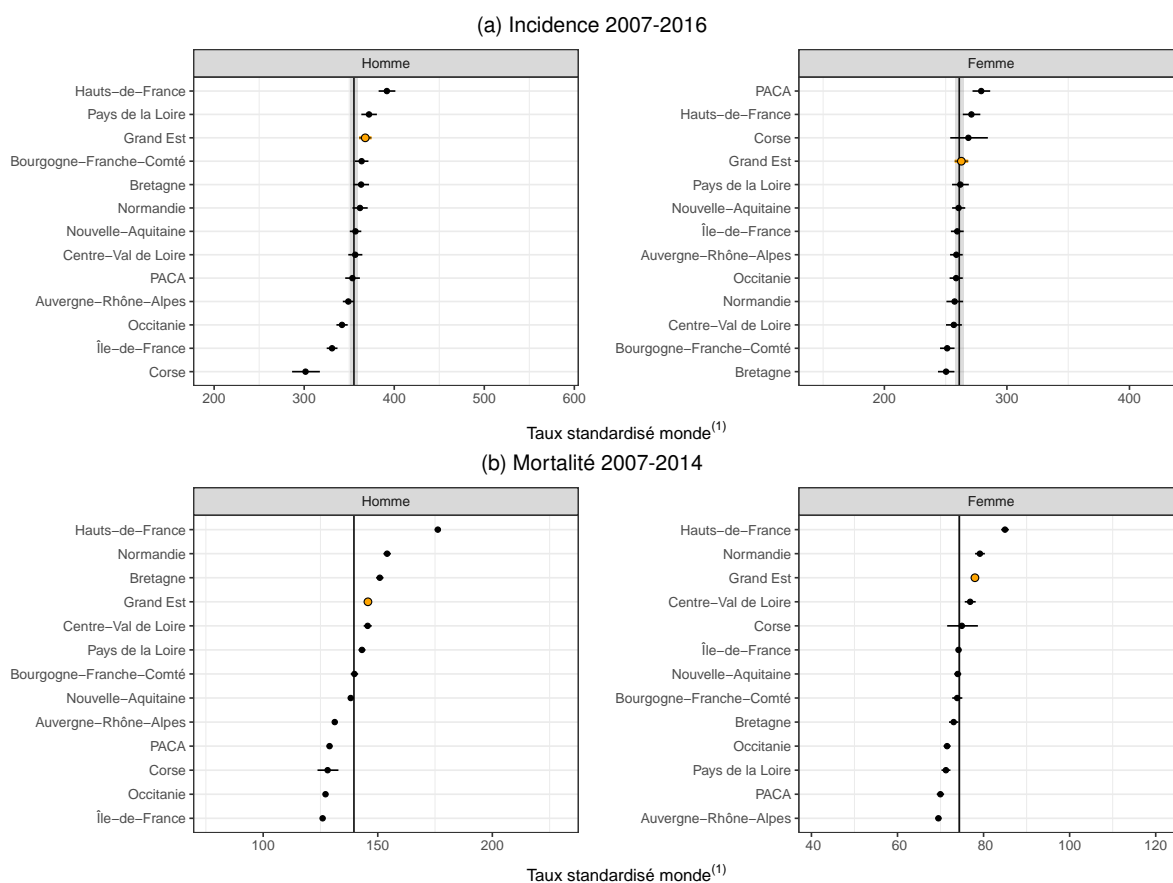 (a) Incidence 2007-2016
Homme
Hauts−de−France
Pays de la Loire
Grand Est
Bourgogne−Franche−Comté
Bretagne
Normandie
Nouvelle−Aquitaine
Centre−Val de Loire
PACA
Auvergne−Rhône−Alpes
Occitanie
Île−de−France
Corse
200 300 400 500 600
Femme
PACA
Hauts−de−France
Corse
Grand Est
Pays de la Loire
Nouvelle−Aquitaine
Île−de−France
Auvergne−Rhône−Alpes
Occitanie
Normandie
Centre−Val de Loire
Bourgogne−Franche−Comté
Bretagne
200 300 400
Taux standardisé monde(1)
(b) Mortalité 2007-2014
Homme
Hauts−de−France
Normandie
Bretagne
Grand Est
Centre−Val de Loire
Pays de la Loire
Bourgogne−Franche−Comté
Nouvelle−Aquitaine
Auvergne−Rhône−Alpes
PACA
Corse
Occitanie
Île−de−France
100 150 200
Femme
Hauts−de−France
Normandie
Grand Est
Centre−Val de Loire
Corse
Île−de−France
Nouvelle−Aquitaine
Bourgogne−Franche−Comté
Bretagne
Occitanie
Pays de la Loire
PACA
Auvergne−Rhône−Alpes
40 60 80 100 120
Taux standardisé monde(1)